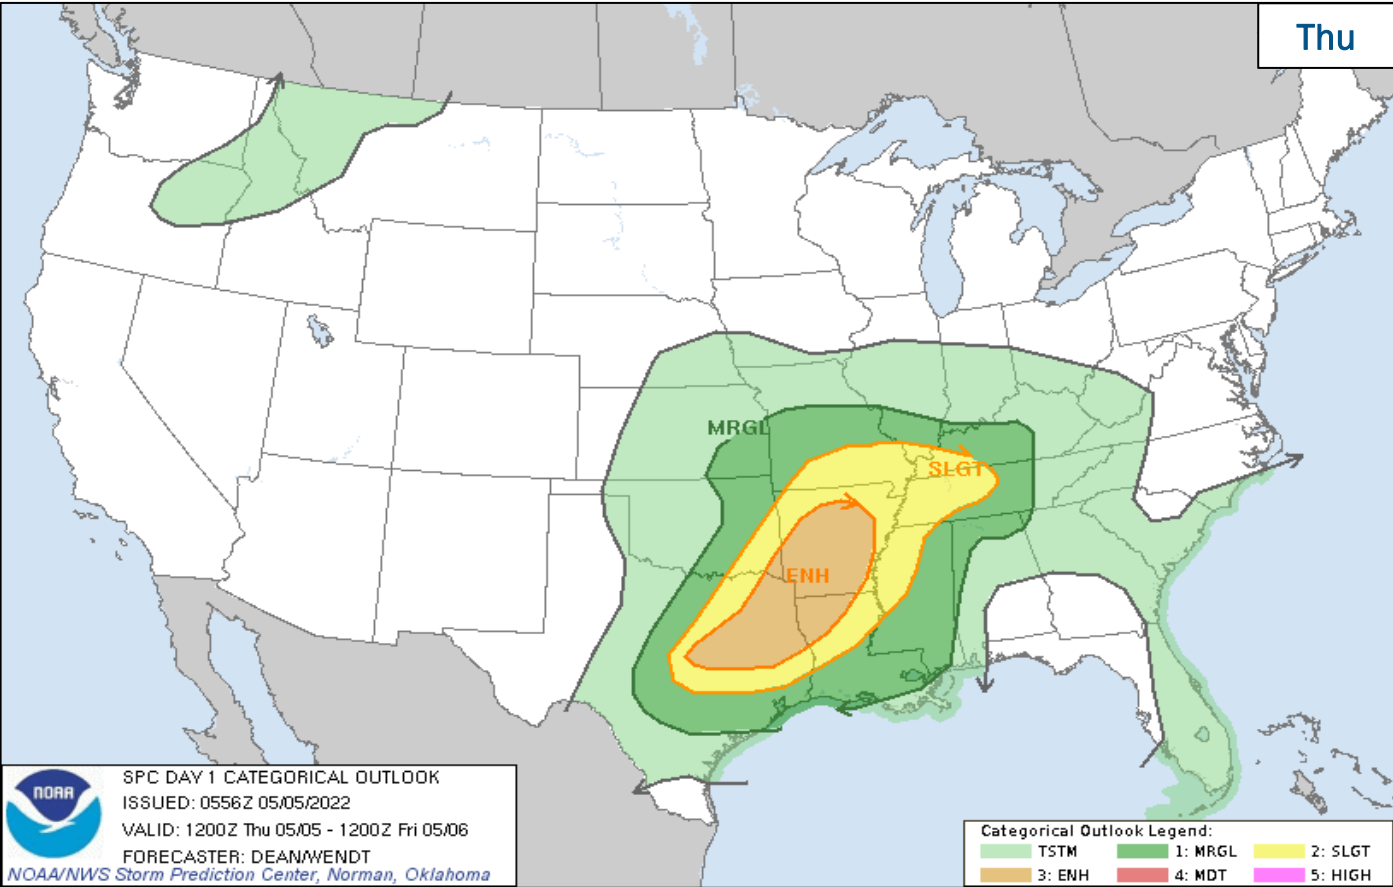 Thu
MRGL
SLGT
ENH
NOAA
SPC DAY 1 CATEGORICAL OUTLOOK
ISSUED: 0556Z 05/05/2022
VALID: 1200Z Thu 05/05 - 1200Z Fri 05/06
FORECASTER: DEAN/WENDT
NOAA/NWS Storm Prediction Center, Norman, Oklahoma
Categorical Outlook Legend:
TSTM 1: MRGL 2: SLGT
3: ENH 4: MDT 5: HIGH